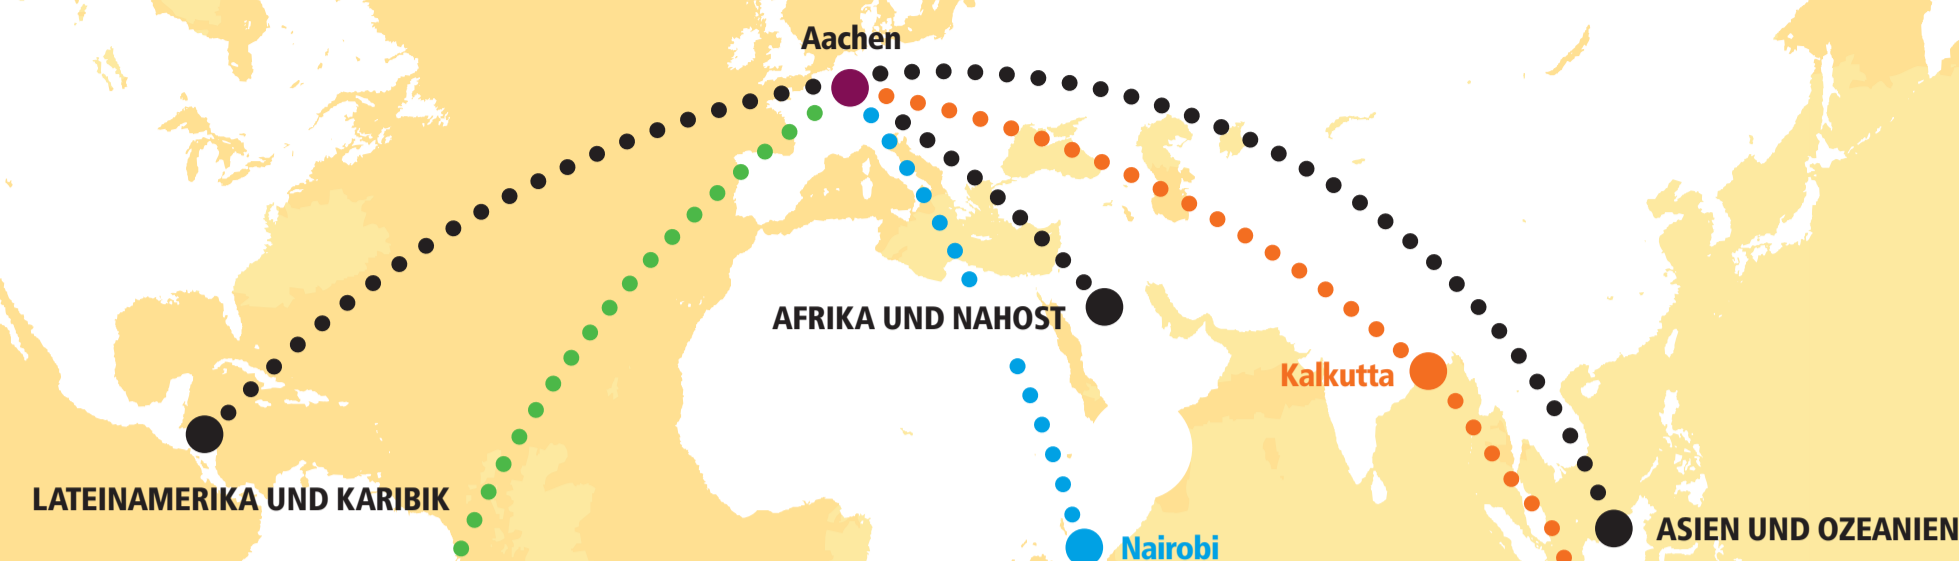 Aachen
AFRIKA UND NAHOST
Kalkutta
LATEINAMERIKA UND KARIBIK
ASIEN UND OZEANIEN
Nairobi